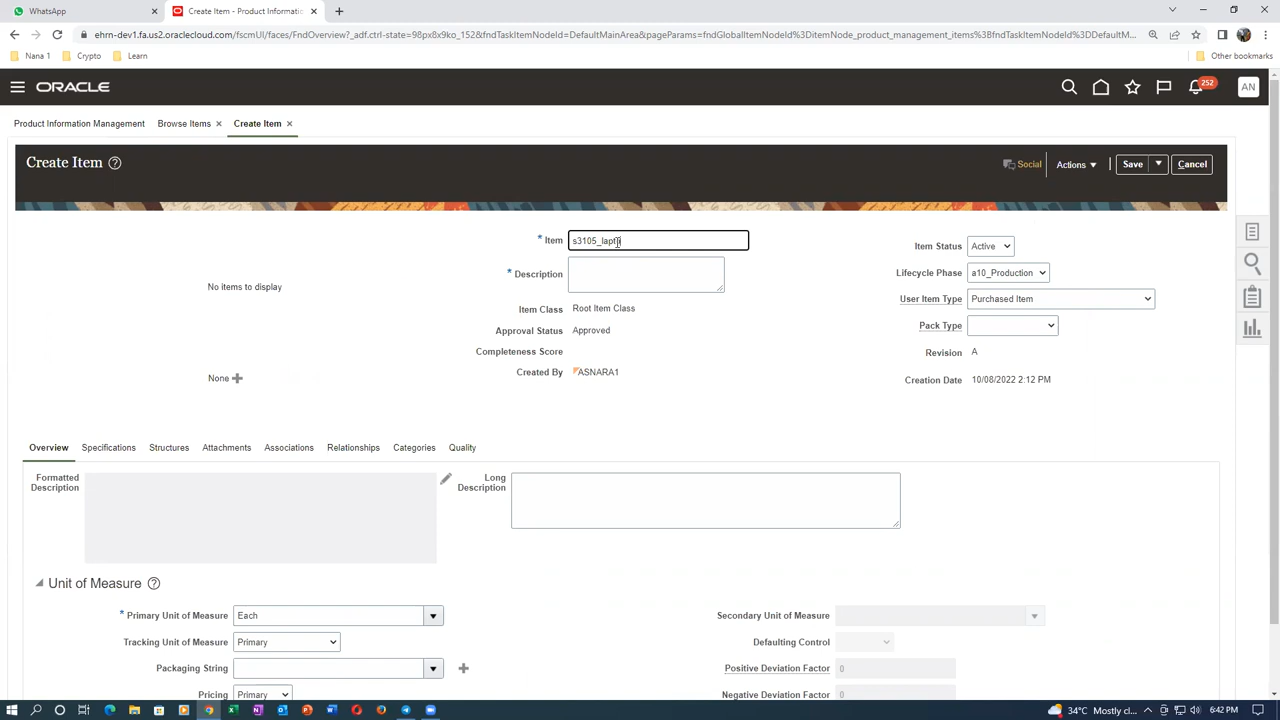 WhatsApp
Create Item - Product Informatio
ehrm-dev1.fa.us2.oraclecloud.com/fscmUI/faces/FndOverview?_adf.ctrl-state=98px8x9ko_152&fndGlobalItemNodeId=DefaultMainArea&pageParams=fndGlobalItemNodeId%3DitemNode_product_management_items%3BfndTaskItemNodeId%3DDefaultM...
Nana 1
Crypto
Learn
Other bookmarks
ORACLE
252
AN
Product Information Management
Browse Items
Create Item
Create Item
Social
Actions
Save
Cancel
* Item s3105_lapt
Item Status Active
* Description
Lifecycle Phase a10_Production
No items to display
User Item Type Purchased Item
Item Class Root Item Class
Pack Type
Approval Status Approved
Completeness Score
Revision A
Created By ASNARA1
Creation Date 10/08/2022 2:12 PM
None
Overview
Specifications
Structures
Attachments
Associations
Relationships
Categories
Quality
Formatted Description
Long Description
Unit of Measure
* Primary Unit of Measure Each
Secondary Unit of Measure
Tracking Unit of Measure Primary
Defaulting Control
Packaging String
Positive Deviation Factor 0
Pricing Primary
Negative Deviation Factor 0
34°C Mostly c...
6:42 PM